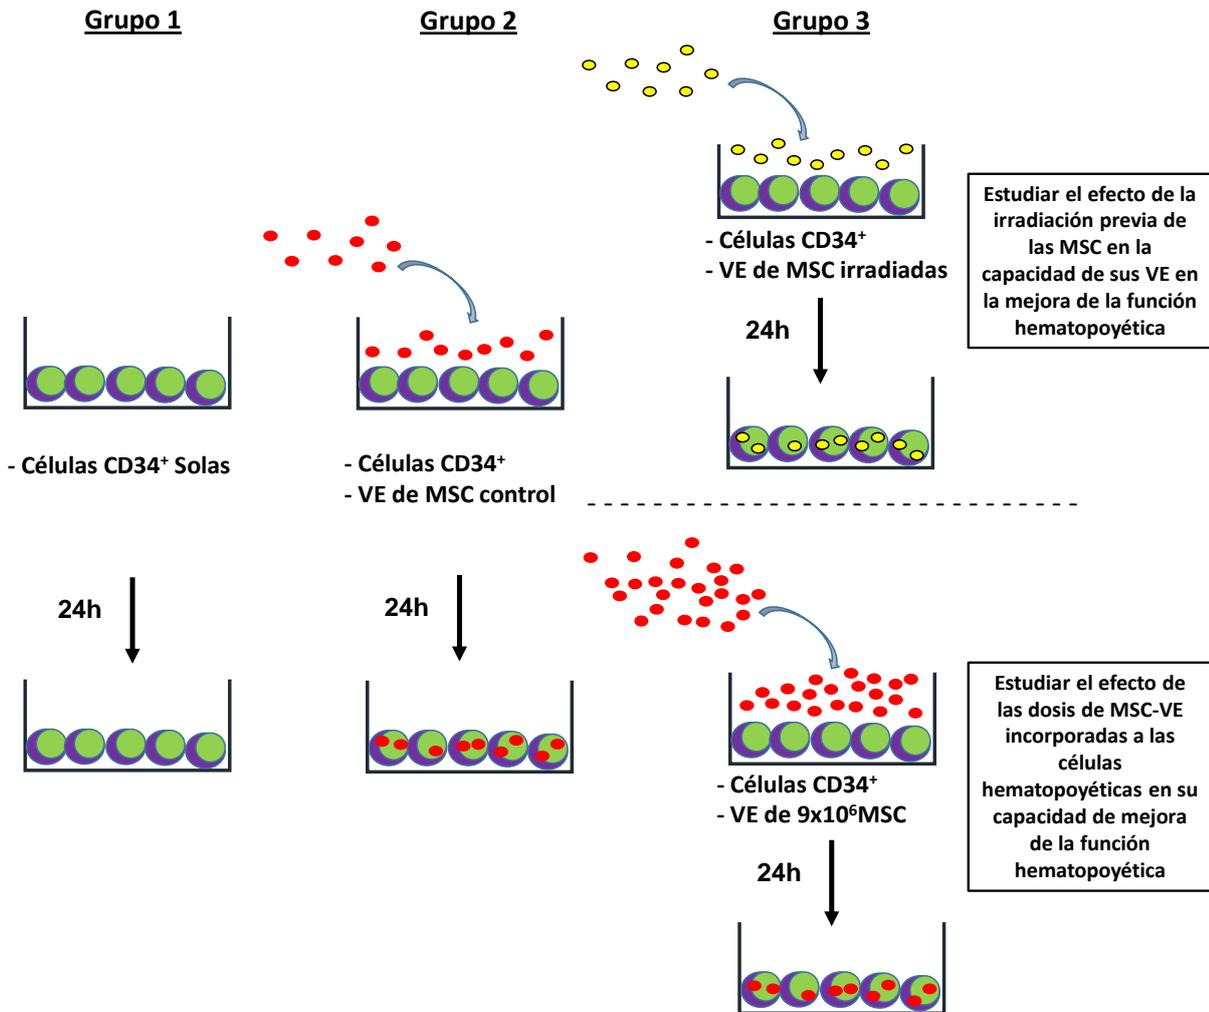 Grupo 1
Grupo 2
Grupo 3
- Células CD34⁺ Solas
24h
- Células CD34⁺
- VE de MSC control
24h
- Células CD34⁺
- VE de MSC irradiadas
24h
Estudiar el efecto de la
irradiación previa de
las MSC en la
capacidad de sus VE en
la mejora de la función
hematopoyética
- Células CD34⁺
- VE de 9x10⁶MSC
24h
Estudiar el efecto de
las dosis de MSC-VE
incorporadas a las
células
hematopoyéticas en su
capacidad de mejora
de la función
hematopoyética